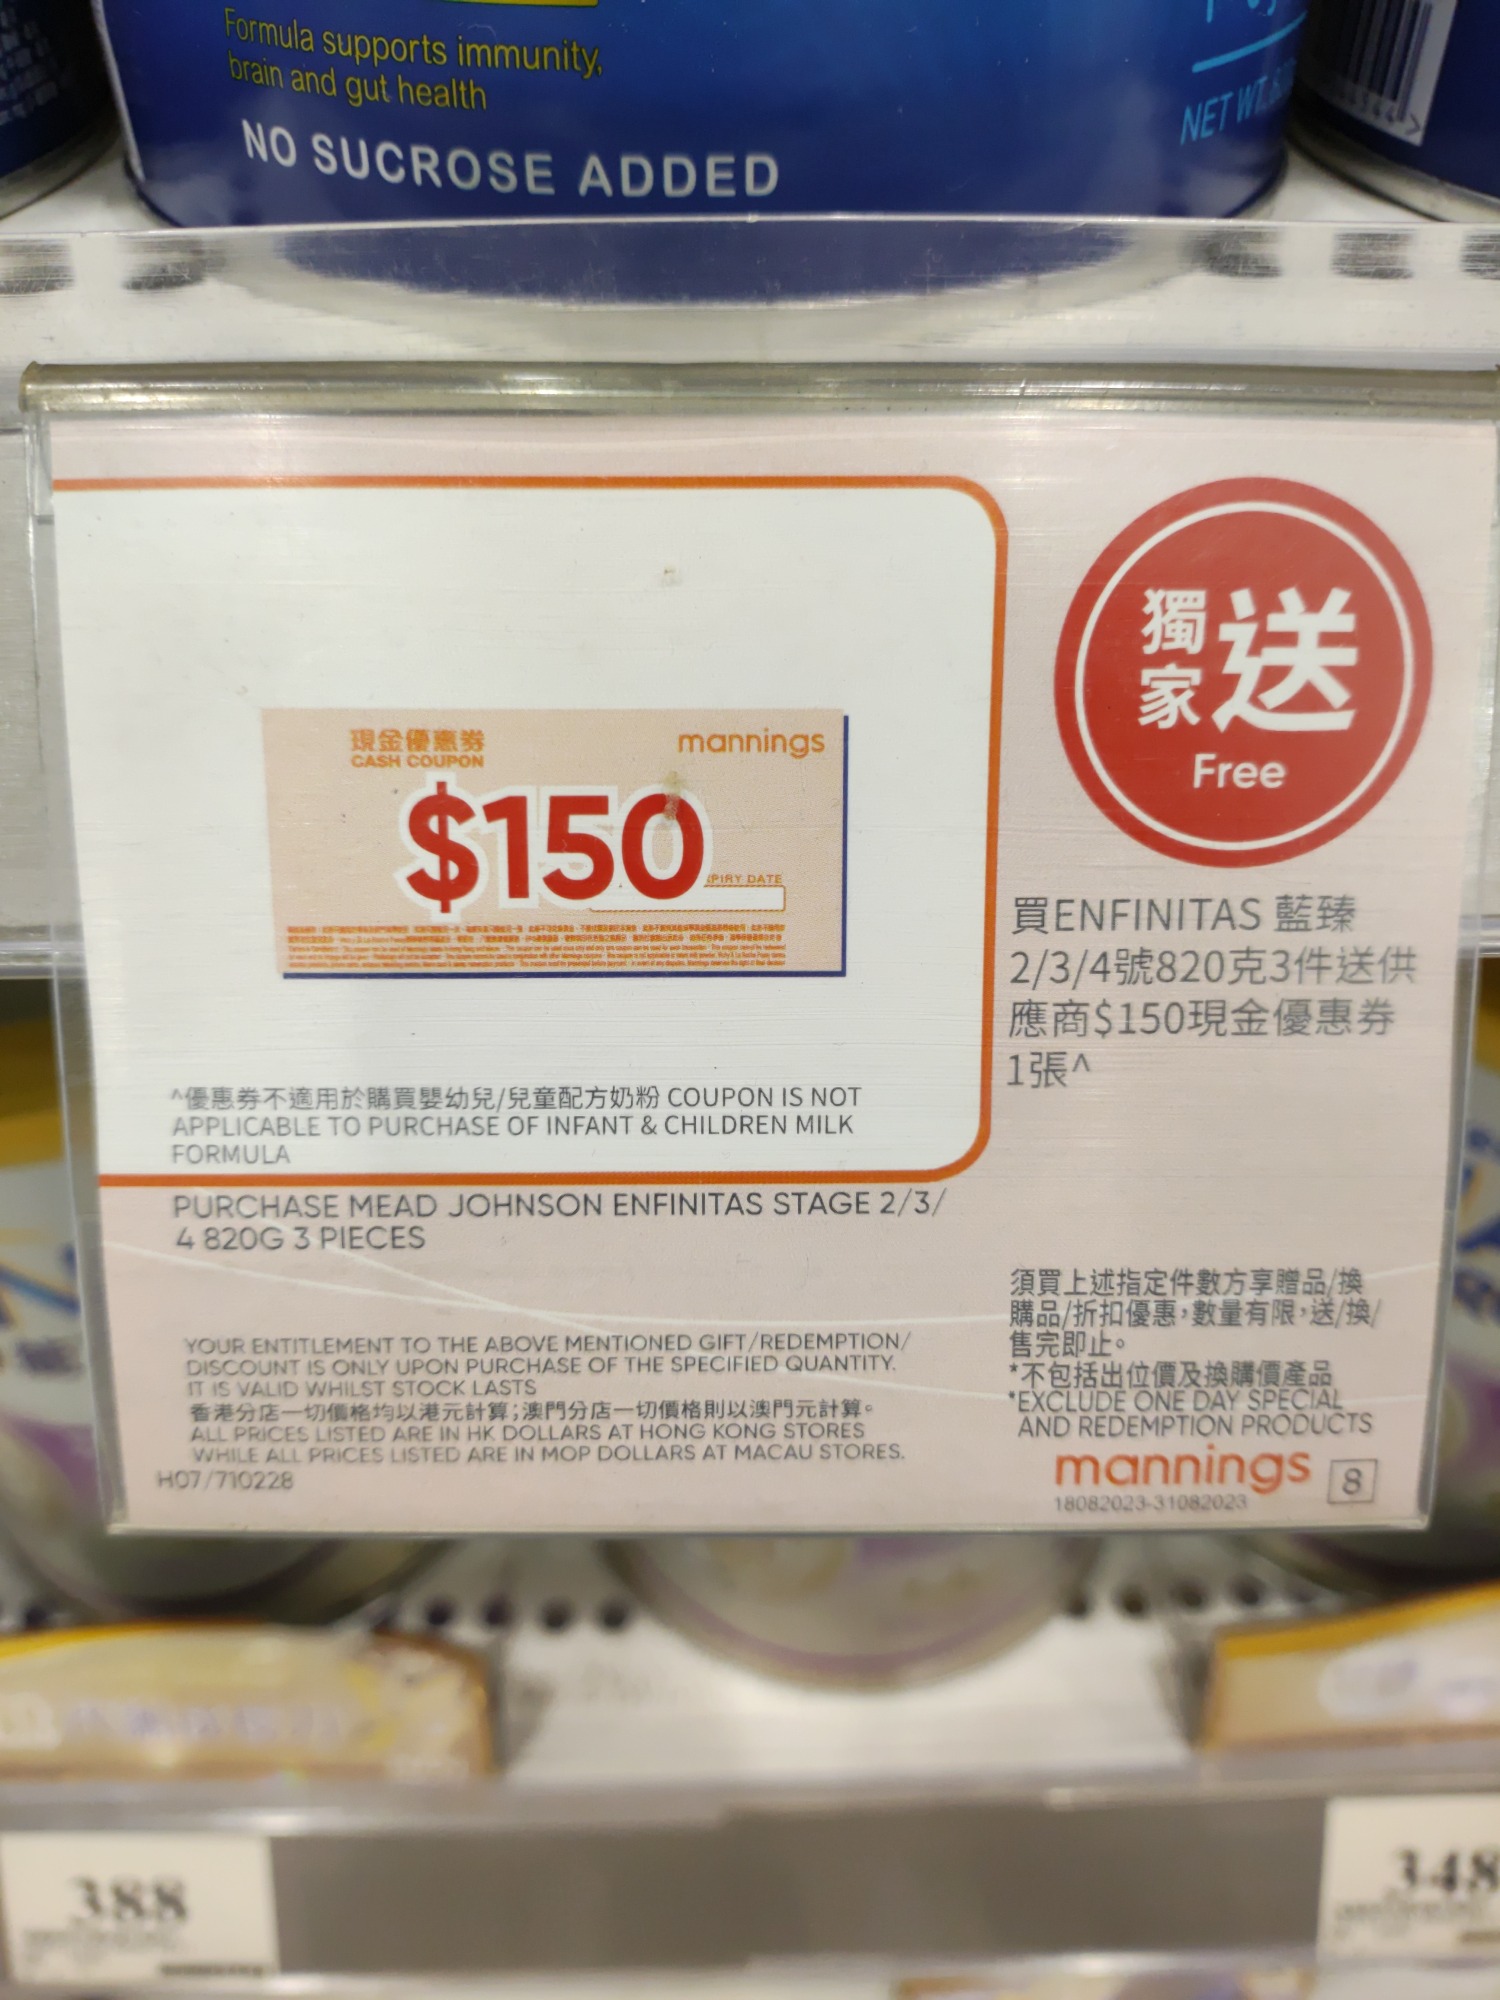 Formula supports immunity,
brain and gut health
NO SUCROSE ADDED
NET WT.
獨家送
Free
現金優惠券
CASH COUPON
mannings
$150
PIRY DATE
買ENFINITAS 藍臻
2/3/4號820克3件送供
應商$150現金優惠券
1張^
^優惠券不適用於購買嬰幼兒/兒童配方奶粉 COUPON IS NOT
APPLICABLE TO PURCHASE OF INFANT & CHILDREN MILK
FORMULA
PURCHASE MEAD JOHNSON ENFINITAS STAGE 2/3/
4 820G 3 PIECES
YOUR ENTITLEMENT TO THE ABOVE MENTIONED GIFT/REDEMPTION/
DISCOUNT IS ONLY UPON PURCHASE OF THE SPECIFIED QUANTITY.
IT IS VALID WHILST STOCK LASTS
香港分店一切價格均以港元計算;澳門分店一切價格則以澳門元計算。
ALL PRICES LISTED ARE IN HK DOLLARS AT HONG KONG STORES
WHILE ALL PRICES LISTED ARE IN MOP DOLLARS AT MACAU STORES.
H07/710228
須買上述指定件數方享贈品/換
購品/折扣優惠,數量有限,送/換/
售完即止。
*不包括出位價及換購價產品
*EXCLUDE ONE DAY SPECIAL
AND REDEMPTION PRODUCTS
mannings 8
18082023-31082023
388
348